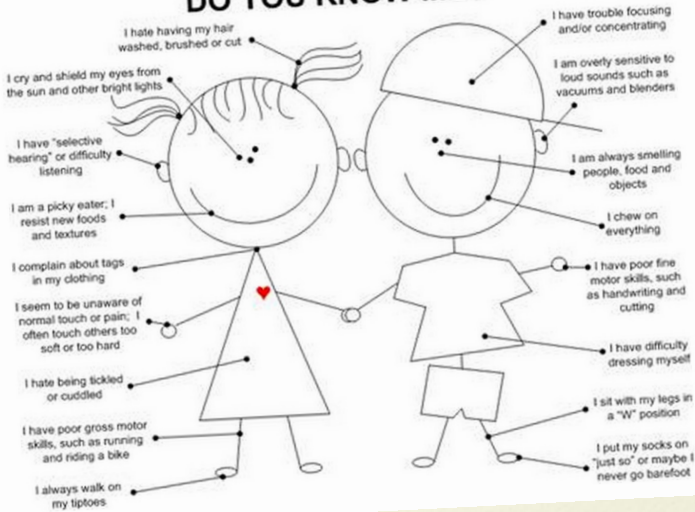 DO YOU KNOW
I hate having my hair
washed, brushed or cut
I cry and shield my eyes from
the sun and other bright lights
I have "selective
hearing" or difficulty
listening
I am a picky eater; I
resist new foods
and textures
I complain about tags
in my clothing
I seem to be unaware of
normal touch or pain; I
often touch others too
soft or too hard
I hate being tickled
or cuddled
I have poor gross motor
skills, such as running
and riding a bike
I always walk on
my tiptoes
I have trouble focusing
and/or concentrating
I am overly sensitive to
loud sounds such as
vacuums and blenders
I am always smelling
people, food and
objects
I chew on
everything
I have poor fine
motor skills, such
as handwriting and
cutting
I have difficulty
dressing myself
I sit with my legs in
a "W" position
I put my socks on
"just so" or maybe I
never go barefoot